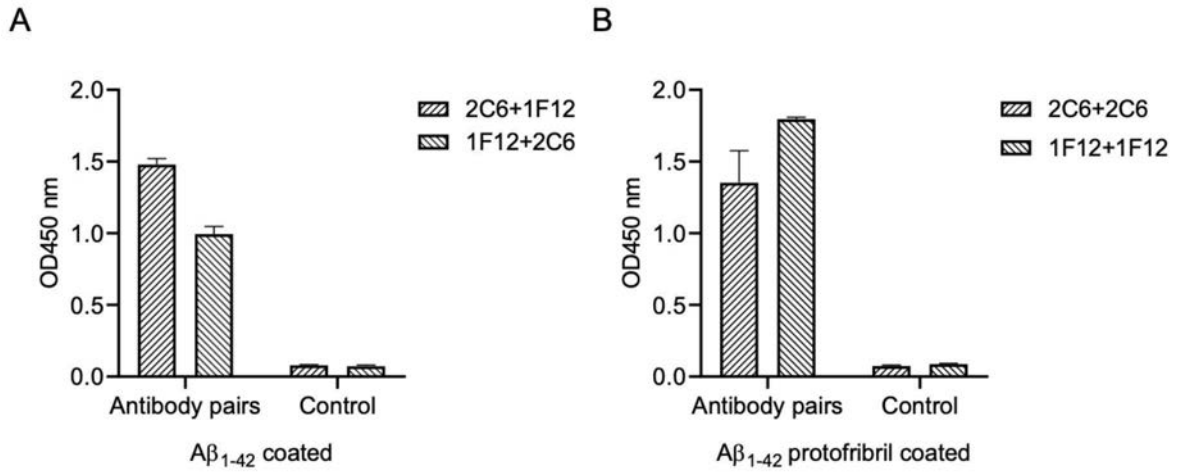 A
OD450 nm
2.0
1.5
1.0
0.5
0.0
2C6+1F12
1F12+2C6
Antibody pairs Control
Aβ1-42 coated
B
OD450 nm
2.0
1.5
1.0
0.5
0.0
2C6+2C6
1F12+1F12
Antibody pairs Control
Aβ1-42 protofribril coated